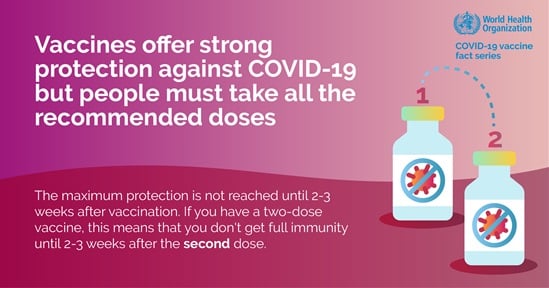 World Health
Organization
COVID-19 vaccine
fact series
Vaccines offer strong
protection against COVID-19
but people must take all the
recommended doses
1
2
The maximum protection is not reached until 2-3
weeks after vaccination. If you have a two-dose
vaccine, this means that you don't get full immunity
until 2-3 weeks after the second dose.